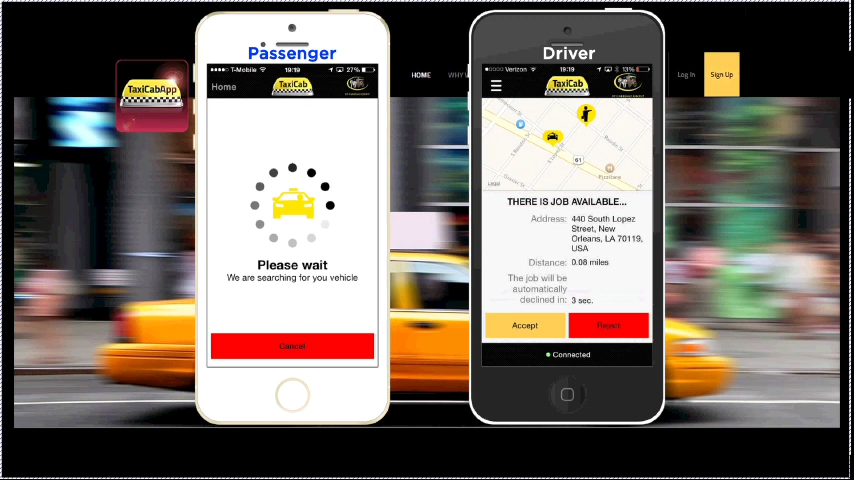 Passenger
T-Mobile
19:19
27%
Home
TaxiCab
Please wait
We are searching for you vehicle
Cancel
TaxiCabApp
HOME
WHY
Driver
Verizon
19:19
13%
TaxiCab
61
Legal
THERE IS JOB AVAILABLE...
Address: 440 South Lopez
Street, New
Orleans, LA 70119,
USA
Distance: 0.08 miles
The job will be
automatically
declined in: 3 sec.
Accept
Reject
Connected
Log In
Sign Up